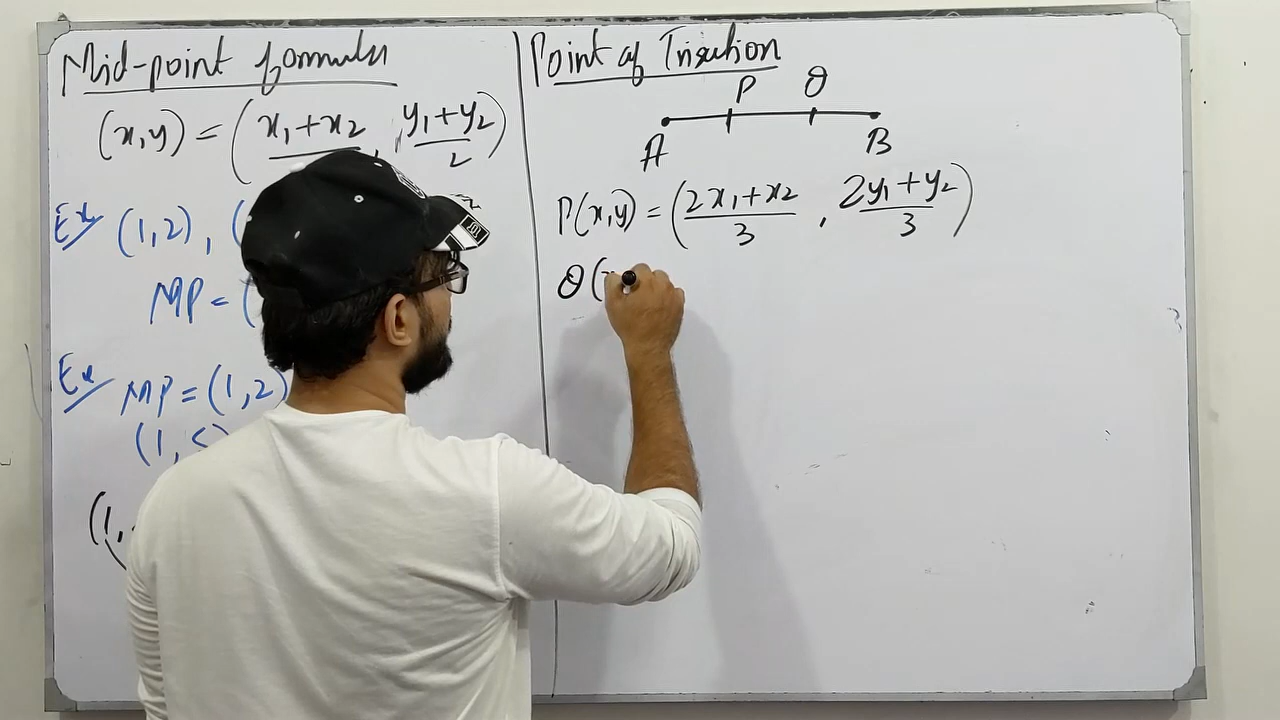 Mid-point formula
(x,y) = (x₁+x₂/, y₁+y₂/2)
Ex (1,2), (
MP = (
Ex MP = (1,2)
(1,5)
(1,
Point of Trisection
P Q
A B
P(x,y) = (2x₁+x₂/3 , 2y₁+y₂/3)
Q(x